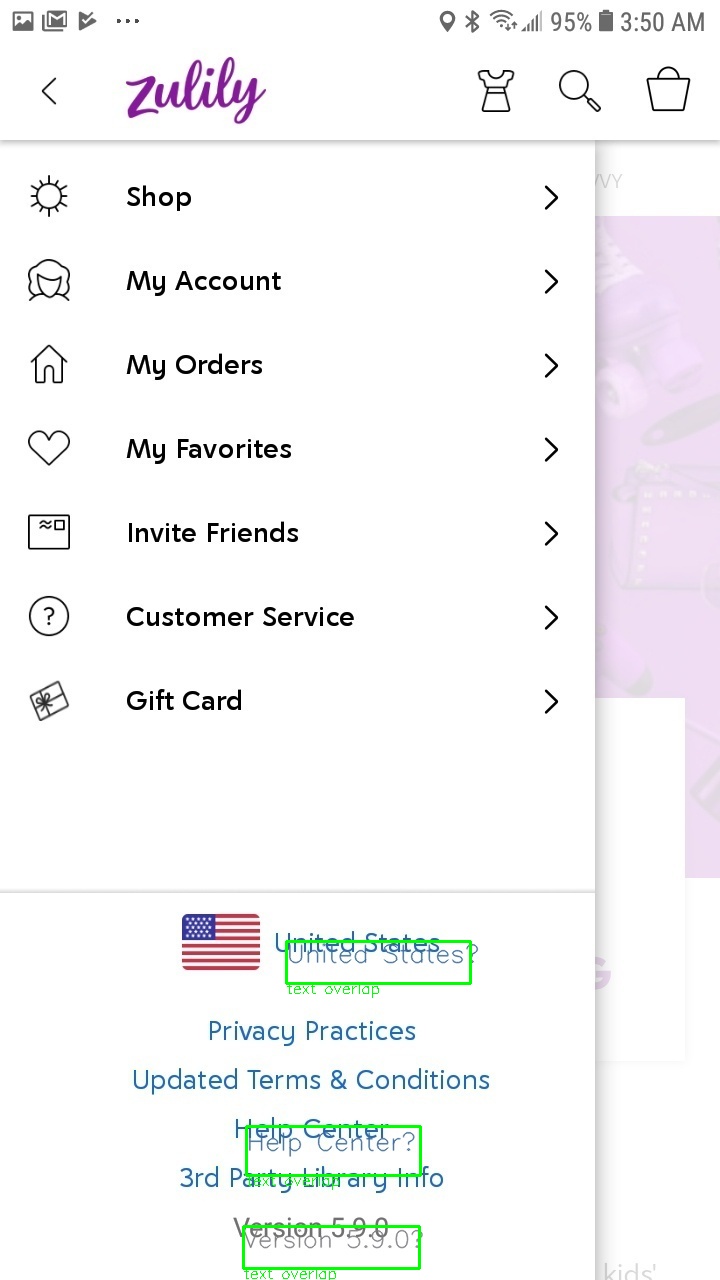 95% 3:50 AM
zulily
VVY
Shop
My Account
My Orders
My Favorites
Invite Friends
? Customer Service
Gift Card
United States
United States?
text overlap
G
Privacy Practices
Updated Terms & Conditions
Help Center
Help Center?
3rd Party Library Info
text overlap
Version 5.9.0
Version 5.9.0?
kids'
text overlap